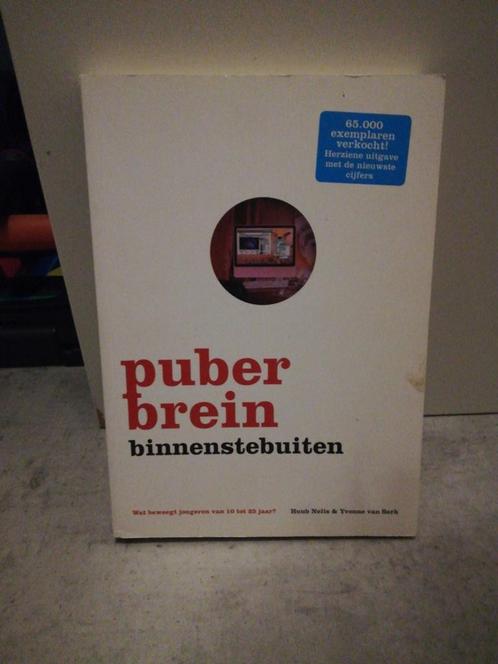 65.000
exemplaren
verkocht!
Herziene uitgave
met de nieuwste
cijfers
puber
brein
binnenstebuiten
Wat beweegt jongeren van 10 tot 25 jaar? Huub Nelis & Yvonne van Sark